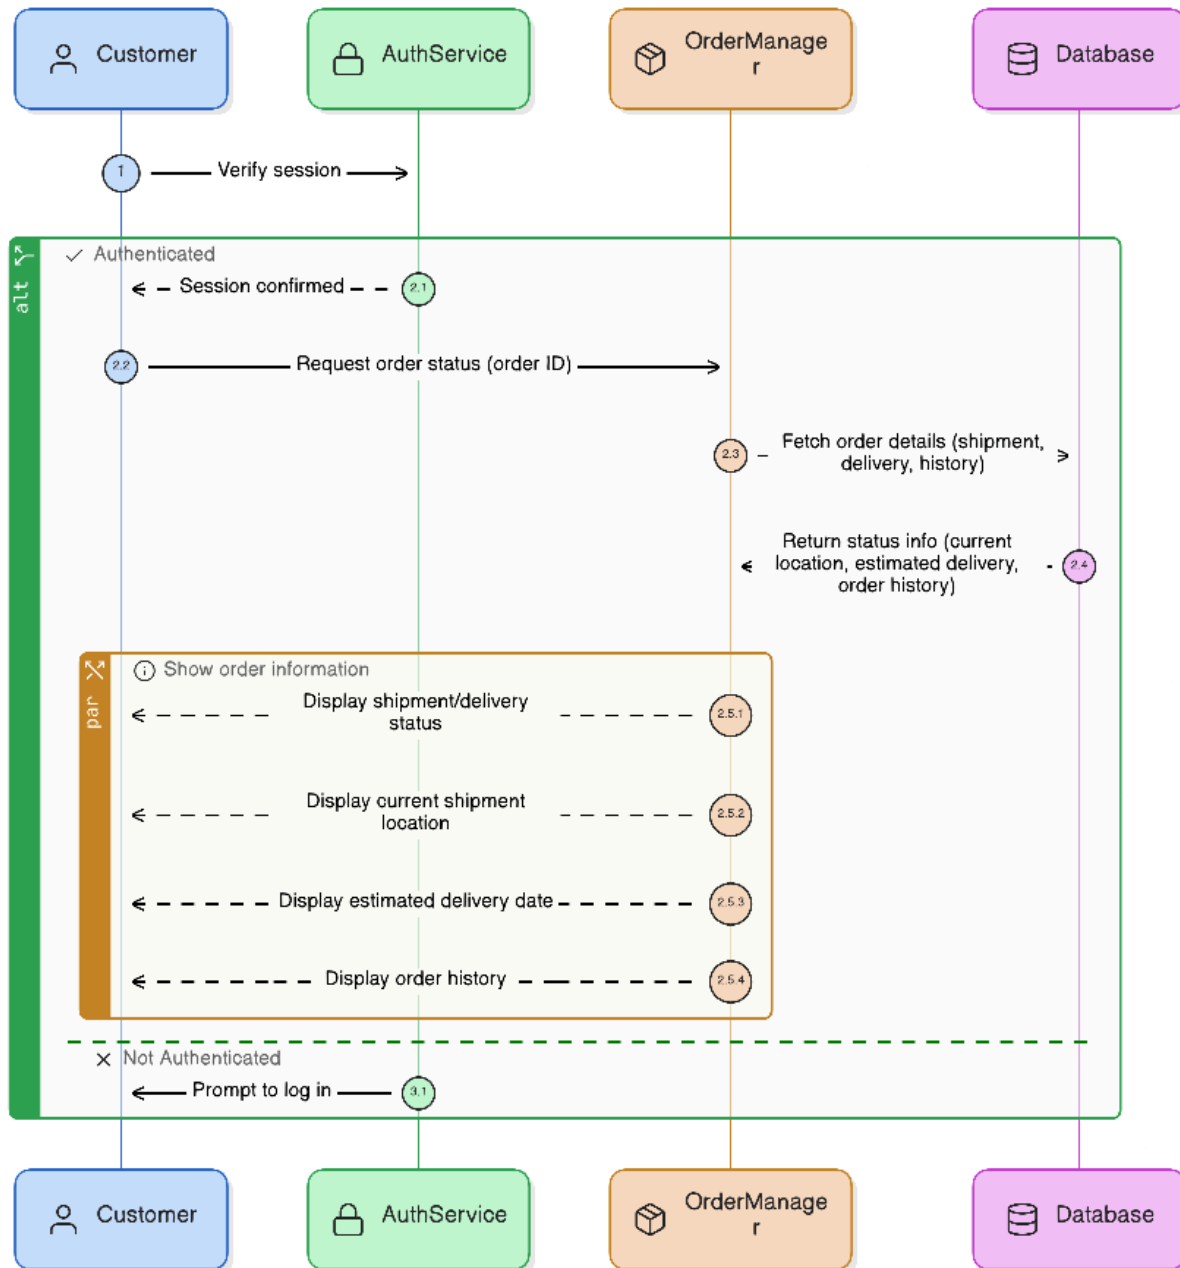 Customer
AuthService
OrderManage
r
Database
1
Verify session
alt
Authenticated
Session confirmed
2.1
2.2
Request order status (order ID)
2.3
Fetch order details (shipment,
delivery, history)
Return status info (current
location, estimated delivery,
order history)
2.4
par
Show order information
Display shipment/delivery
status
2.5.1
Display current shipment
location
2.5.2
Display estimated delivery date
2.5.3
Display order history
2.5.4
Not Authenticated
Prompt to log in
3.1
Customer
AuthService
OrderManage
r
Database